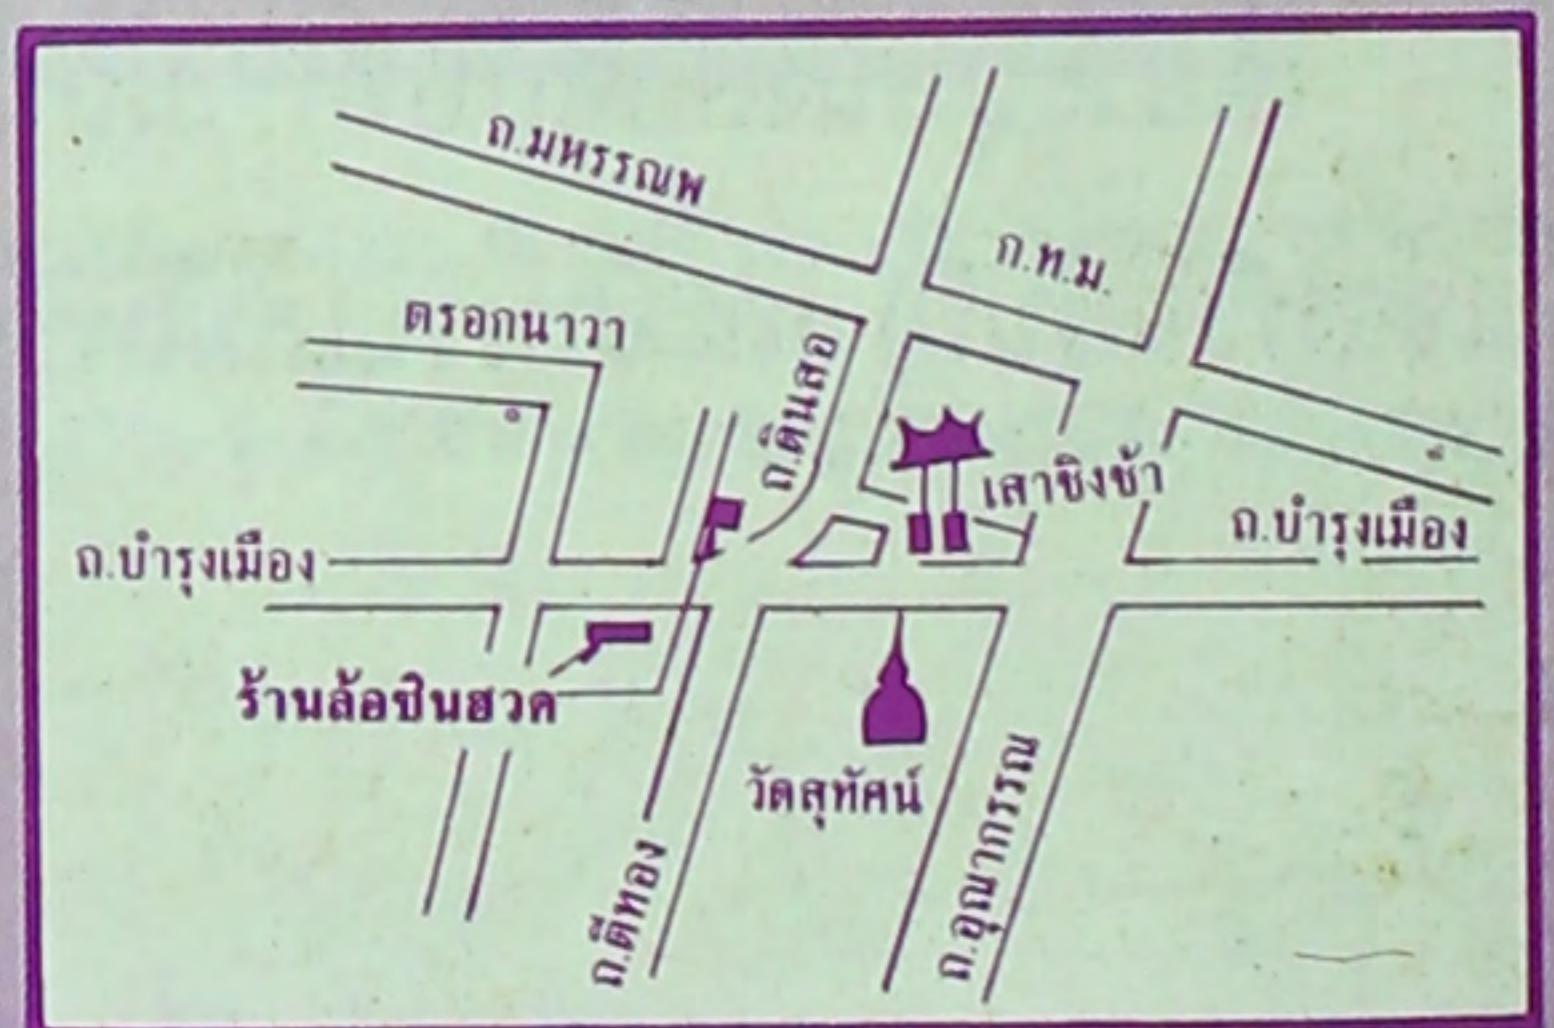 ถ.มหรรณพ
ก.ท.ม.
ตรอกนาวา
ถ.ดินสอ
เสาชิงช้า
ถ.บำรุงเมือง
ถ.บำรุงเมือง
ร้านล้อชินฮวด
วัดสุทัศน์
ถ.ตีทอง
ถ.อุณากรรณ